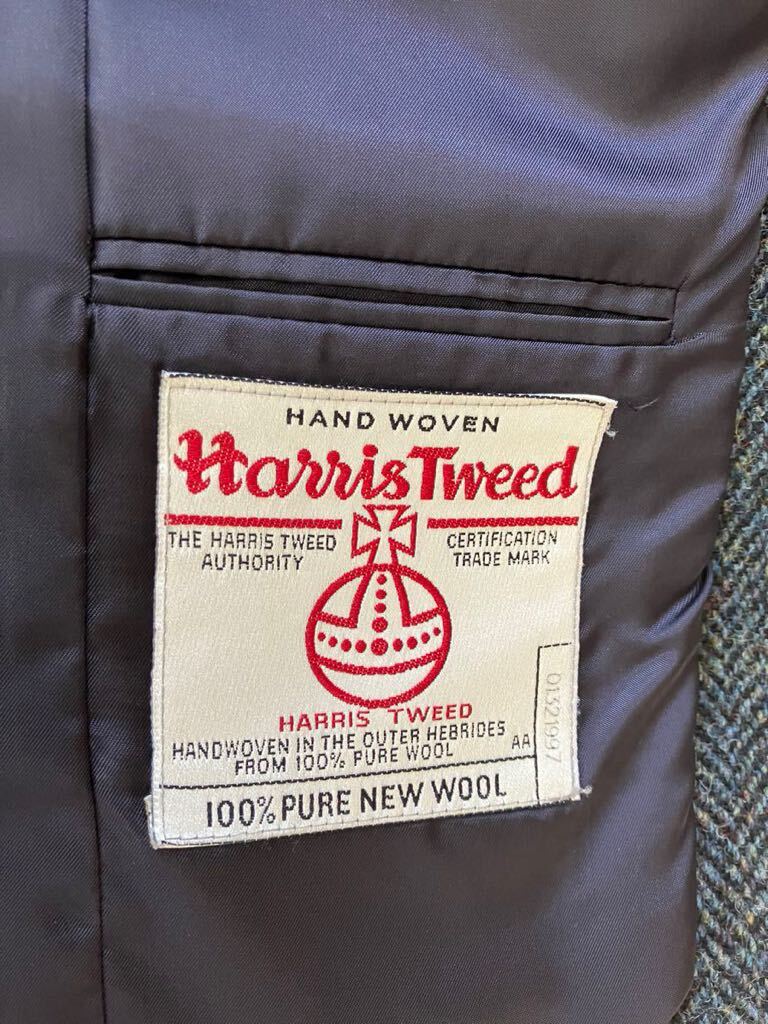 HAND WOVEN
Harris Tweed
THE HARRIS TWEED
AUTHORITY
CERTIFICATION
TRADE MARK
HARRIS TWEED
HANDWOVEN IN THE OUTER HEBRIDES
FROM 100% PURE WOOL
AA
01321997
100% PURE NEW WOOL